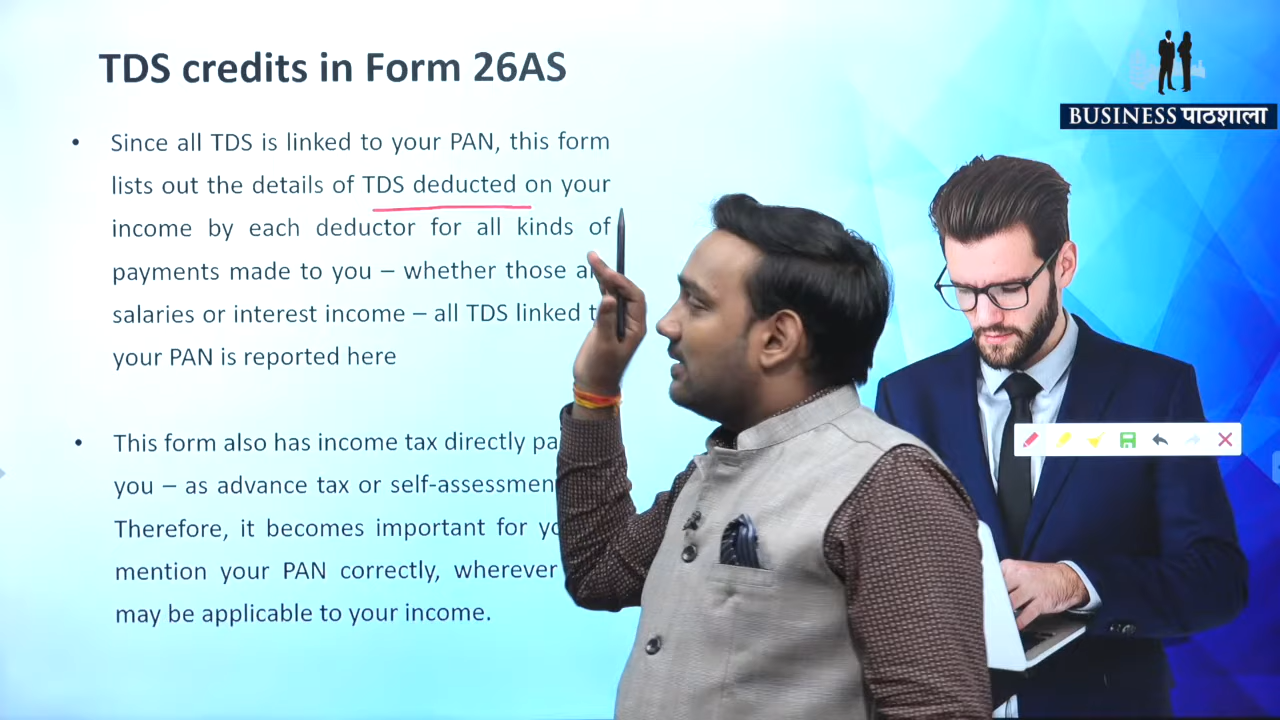 TDS credits in Form 26AS
BUSINESS पाठशाला
• Since all TDS is linked to your PAN, this form
lists out the details of TDS deducted on your
income by each deductor for all kinds of
payments made to you – whether those
salaries or interest income – all TDS linked
your PAN is reported here
• This form also has income tax directly
you – as advance tax or
Therefore, it becomes important for
mention your PAN correctly, wherever
may be applicable to your income.